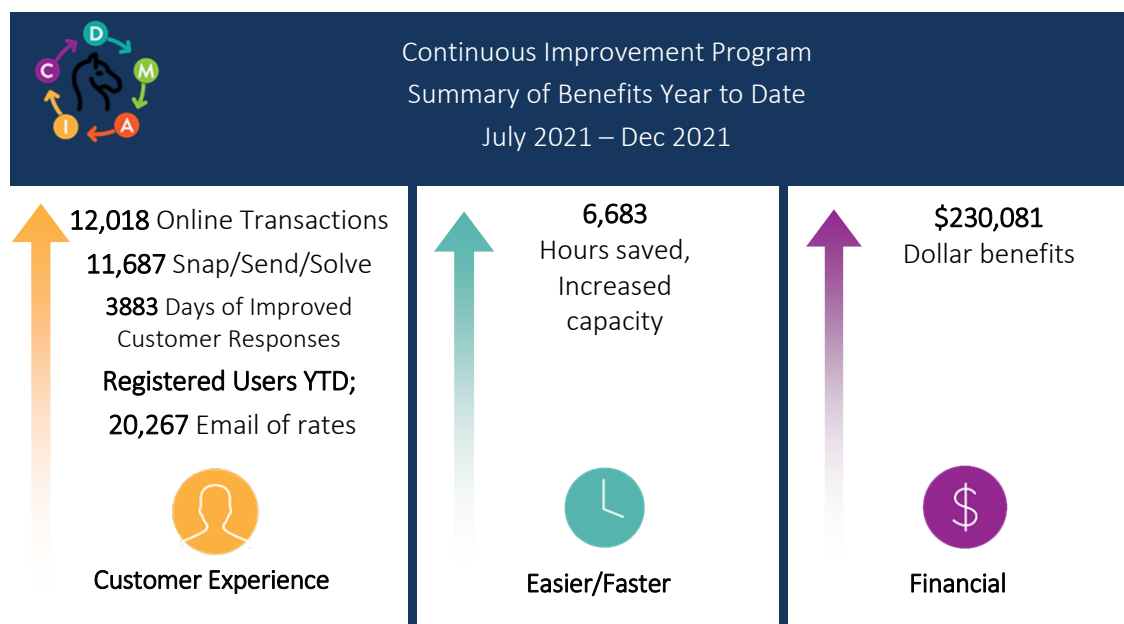 D
C
M
I
A
Continuous Improvement Program
Summary of Benefits Year to Date
July 2021 – Dec 2021
12,018 Online Transactions
11,687 Snap/Send/Solve
3883 Days of Improved
Customer Responses
Registered Users YTD;
20,267 Email of rates
Customer Experience
6,683
Hours saved,
Increased
capacity
Easier/Faster
$230,081
Dollar benefits
$
Financial